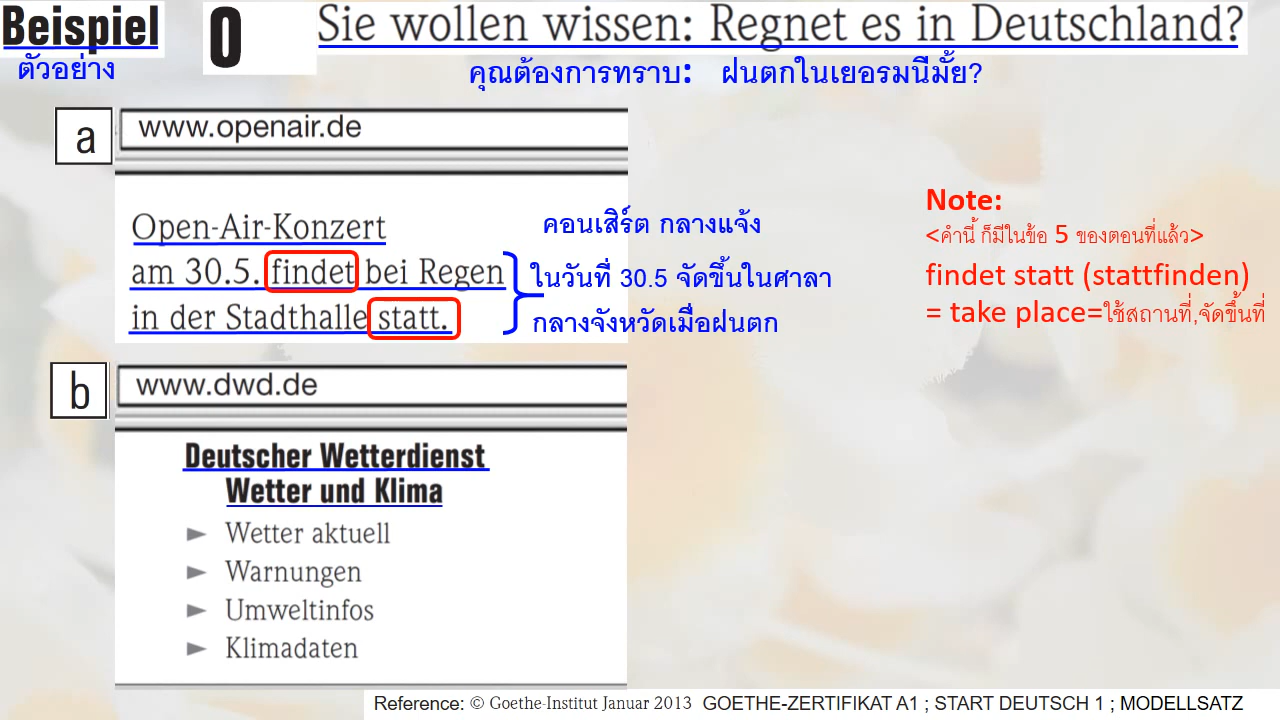 Beispiel 0 Sie wollen wissen: Regnet es in Deutschland?
ตัวอย่าง คุณต้องการทราบ: ฝนตกในเยอรมนีมั้ย?
a www.openair.de
Open-Air-Konzert
am 30.5. findet bei Regen
in der Stadthalle statt.
คอนเสิร์ต กลางแจ้ง
ในวันที่ 30.5 จัดขึ้นในศาลา
กลางจังหวัดเมื่อฝนตก
Note:
<คำนี้ ก็มีในข้อ 5 ของตอนที่แล้ว>
findet statt (stattfinden)
= take place=ใช้สถานที่,จัดขึ้นที่
b www.dwd.de
Deutscher Wetterdienst
Wetter und Klima
► Wetter aktuell
► Warnungen
► Umweltinfos
► Klimadaten
Reference: © Goethe-Institut Januar 2013 GOETHE-ZERTIFIKAT A1 ; START DEUTSCH 1 ; MODELLSATZ